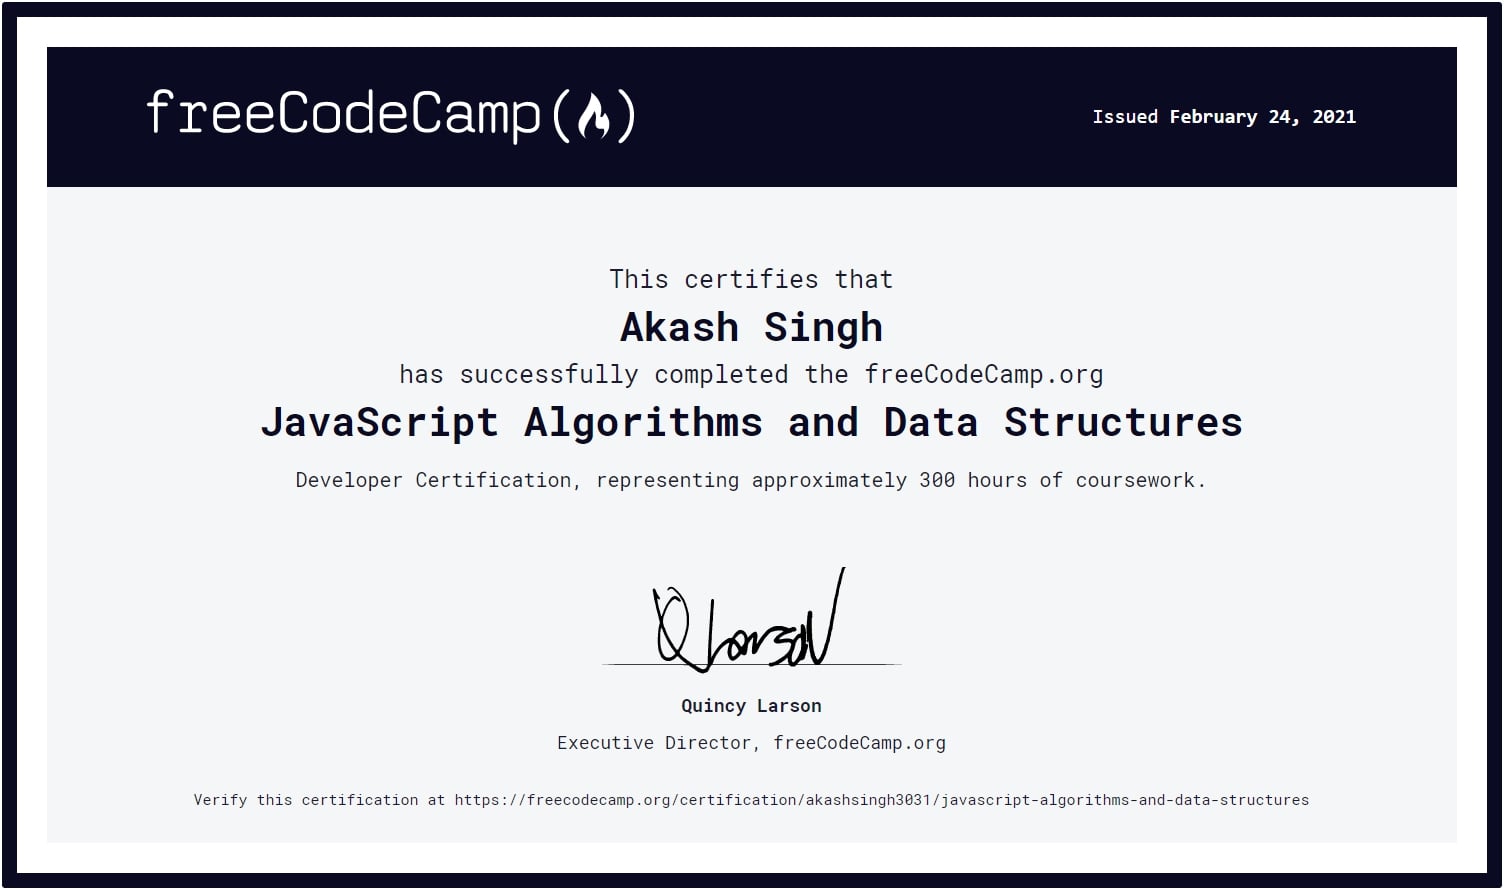 freeCodeCamp(🔥)
Issued February 24, 2021
This certifies that
Akash Singh
has successfully completed the freeCodeCamp.org
JavaScript Algorithms and Data Structures
Developer Certification, representing approximately 300 hours of coursework.
Q Larson
Quincy Larson
Executive Director, freeCodeCamp.org
Verify this certification at https://freecodecamp.org/certification/akashsingh3031/javascript-algorithms-and-data-structures